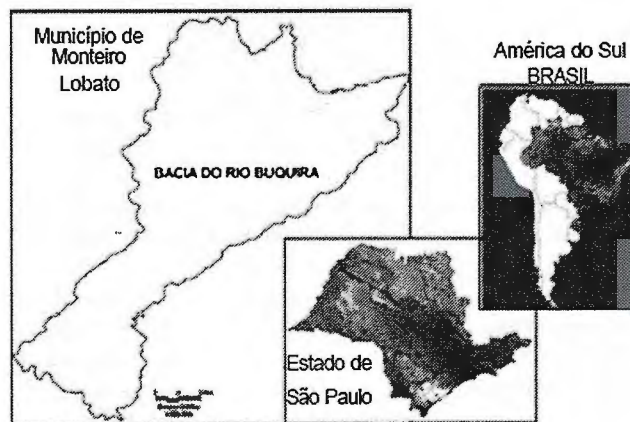 Município de
Monteiro
Lobato
América do Sul
BRASIL
BACIA DO RIO BUQUIRA
Estado de
São Paulo